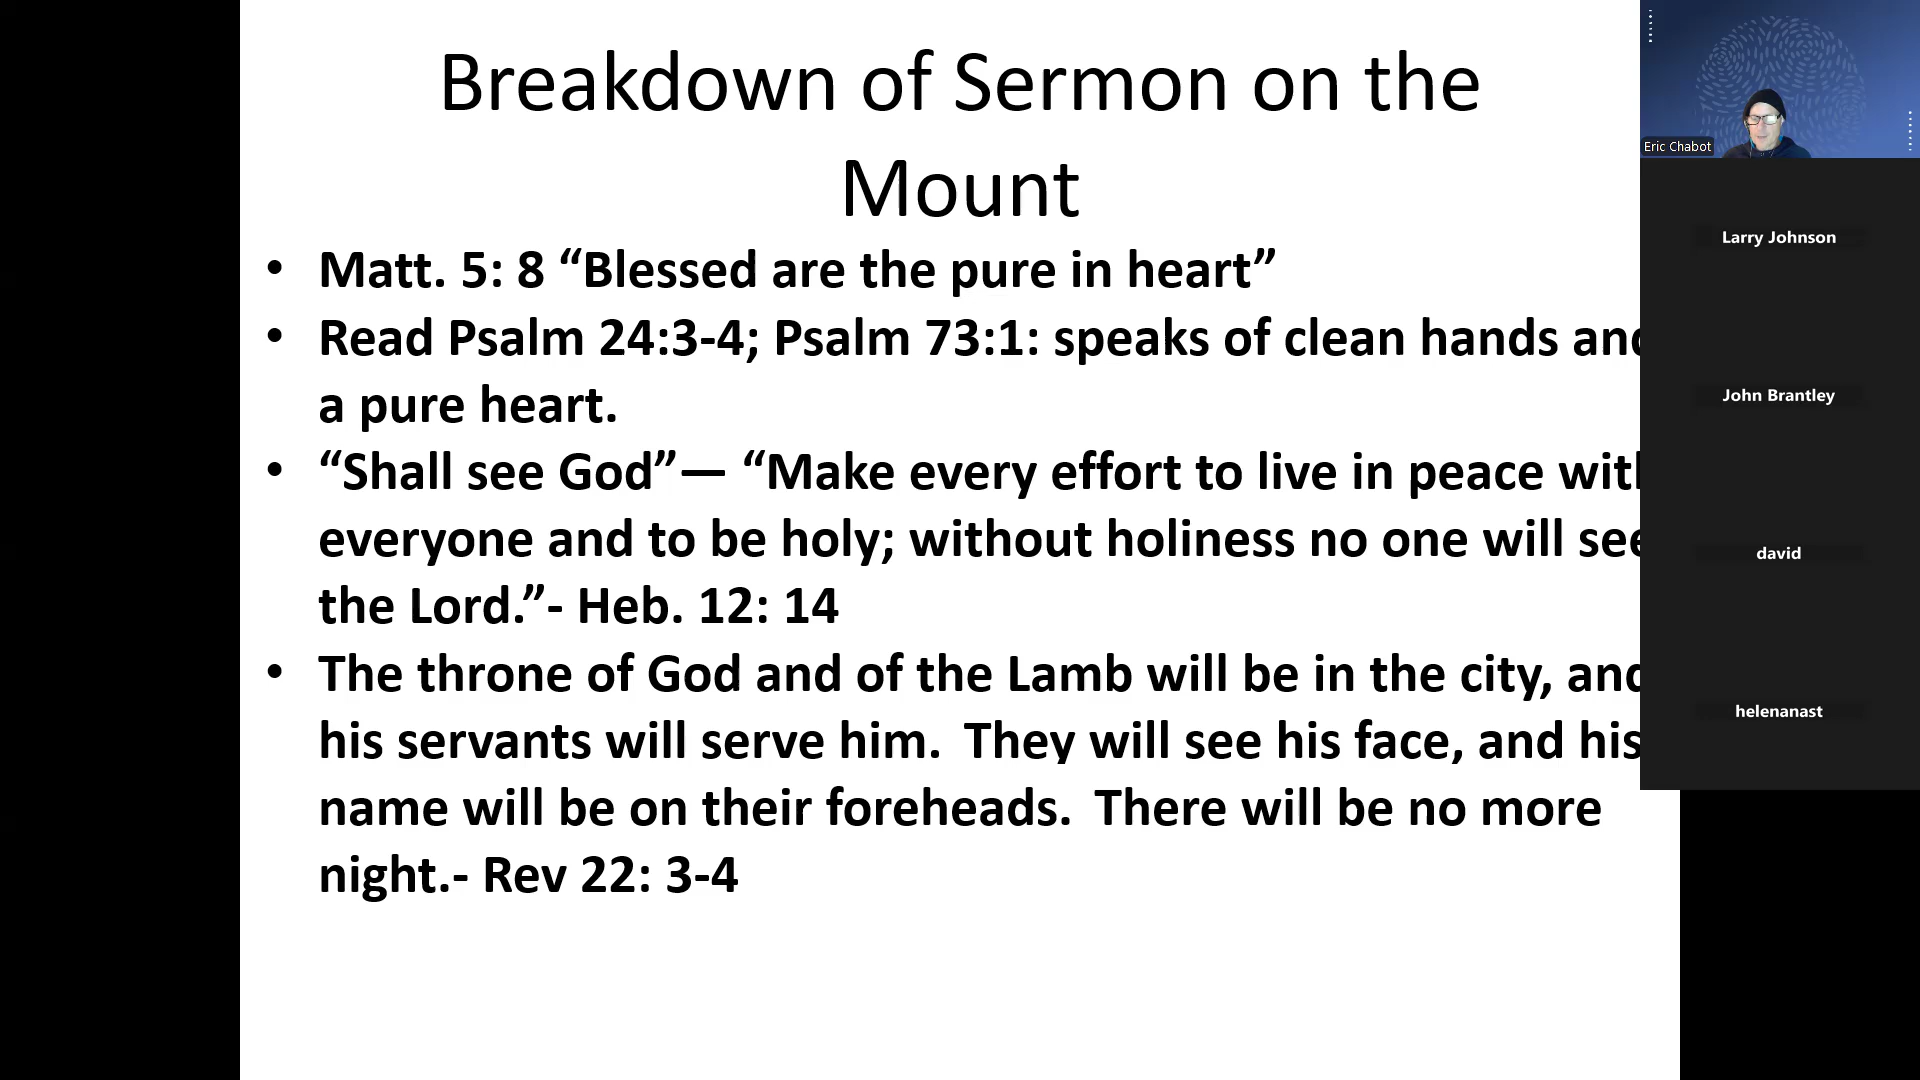 Breakdown of Sermon on the
Mount
• Matt. 5: 8 “Blessed are the pure in heart”
• Read Psalm 24:3-4; Psalm 73:1: speaks of clean hands and
a pure heart.
• “Shall see God”— “Make every effort to live in peace with
everyone and to be holy; without holiness no one will see
the Lord.”- Heb. 12: 14
• The throne of God and of the Lamb will be in the city, and
his servants will serve him.  They will see his face, and his
name will be on their foreheads.  There will be no more
night.- Rev 22: 3-4
Eric Chabot
Larry Johnson
John Brantley
david
helenanast